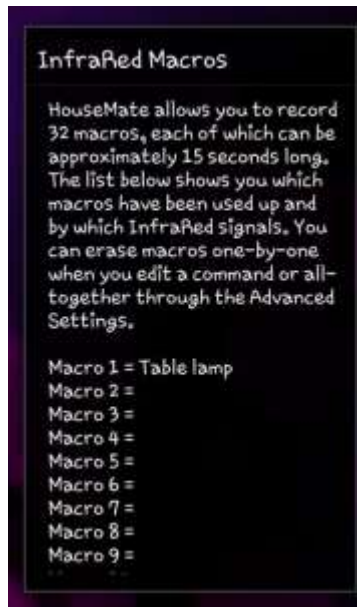 InfraRed Macros
HouseMate allows you to record
32 macros, each of which can be
approximately 15 seconds long.
The list below shows you which
macros have been used up and
by which InfraRed signals. You
can erase macros one-by-one
when you edit a command or all-
together through the Advanced
Settings.
Macro 1 = Table lamp
Macro 2 =
Macro 3 =
Macro 4 =
Macro 5 =
Macro 6 =
Macro 7 =
Macro 8 =
Macro 9 =